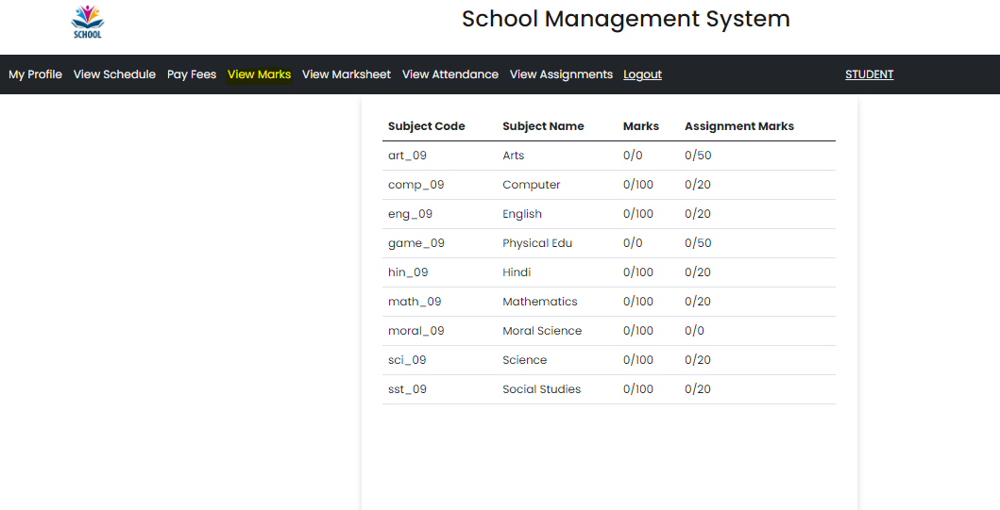 SCHOOL
School Management System
My Profile View Schedule Pay Fees View Marks View Marksheet View Attendance View Assignments Logout STUDENT
Subject Code Subject Name Marks Assignment Marks
art_09 Arts 0/0 0/50
comp_09 Computer 0/100 0/20
eng_09 English 0/100 0/20
game_09 Physical Edu 0/0 0/50
hin_09 Hindi 0/100 0/20
math_09 Mathematics 0/100 0/20
moral_09 Moral Science 0/100 0/0
sci_09 Science 0/100 0/20
sst_09 Social Studies 0/100 0/20